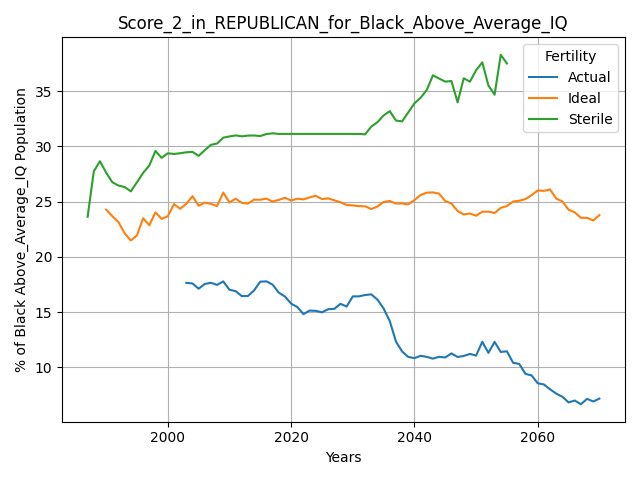 Score_2_in_REPUBLICAN_for_Black_Above_Average_IQ
% of Black Above_Average_IQ Population
35
30
25
20
15
10
Fertility
Actual
Ideal
Sterile
2000
2020
2040
2060
Years